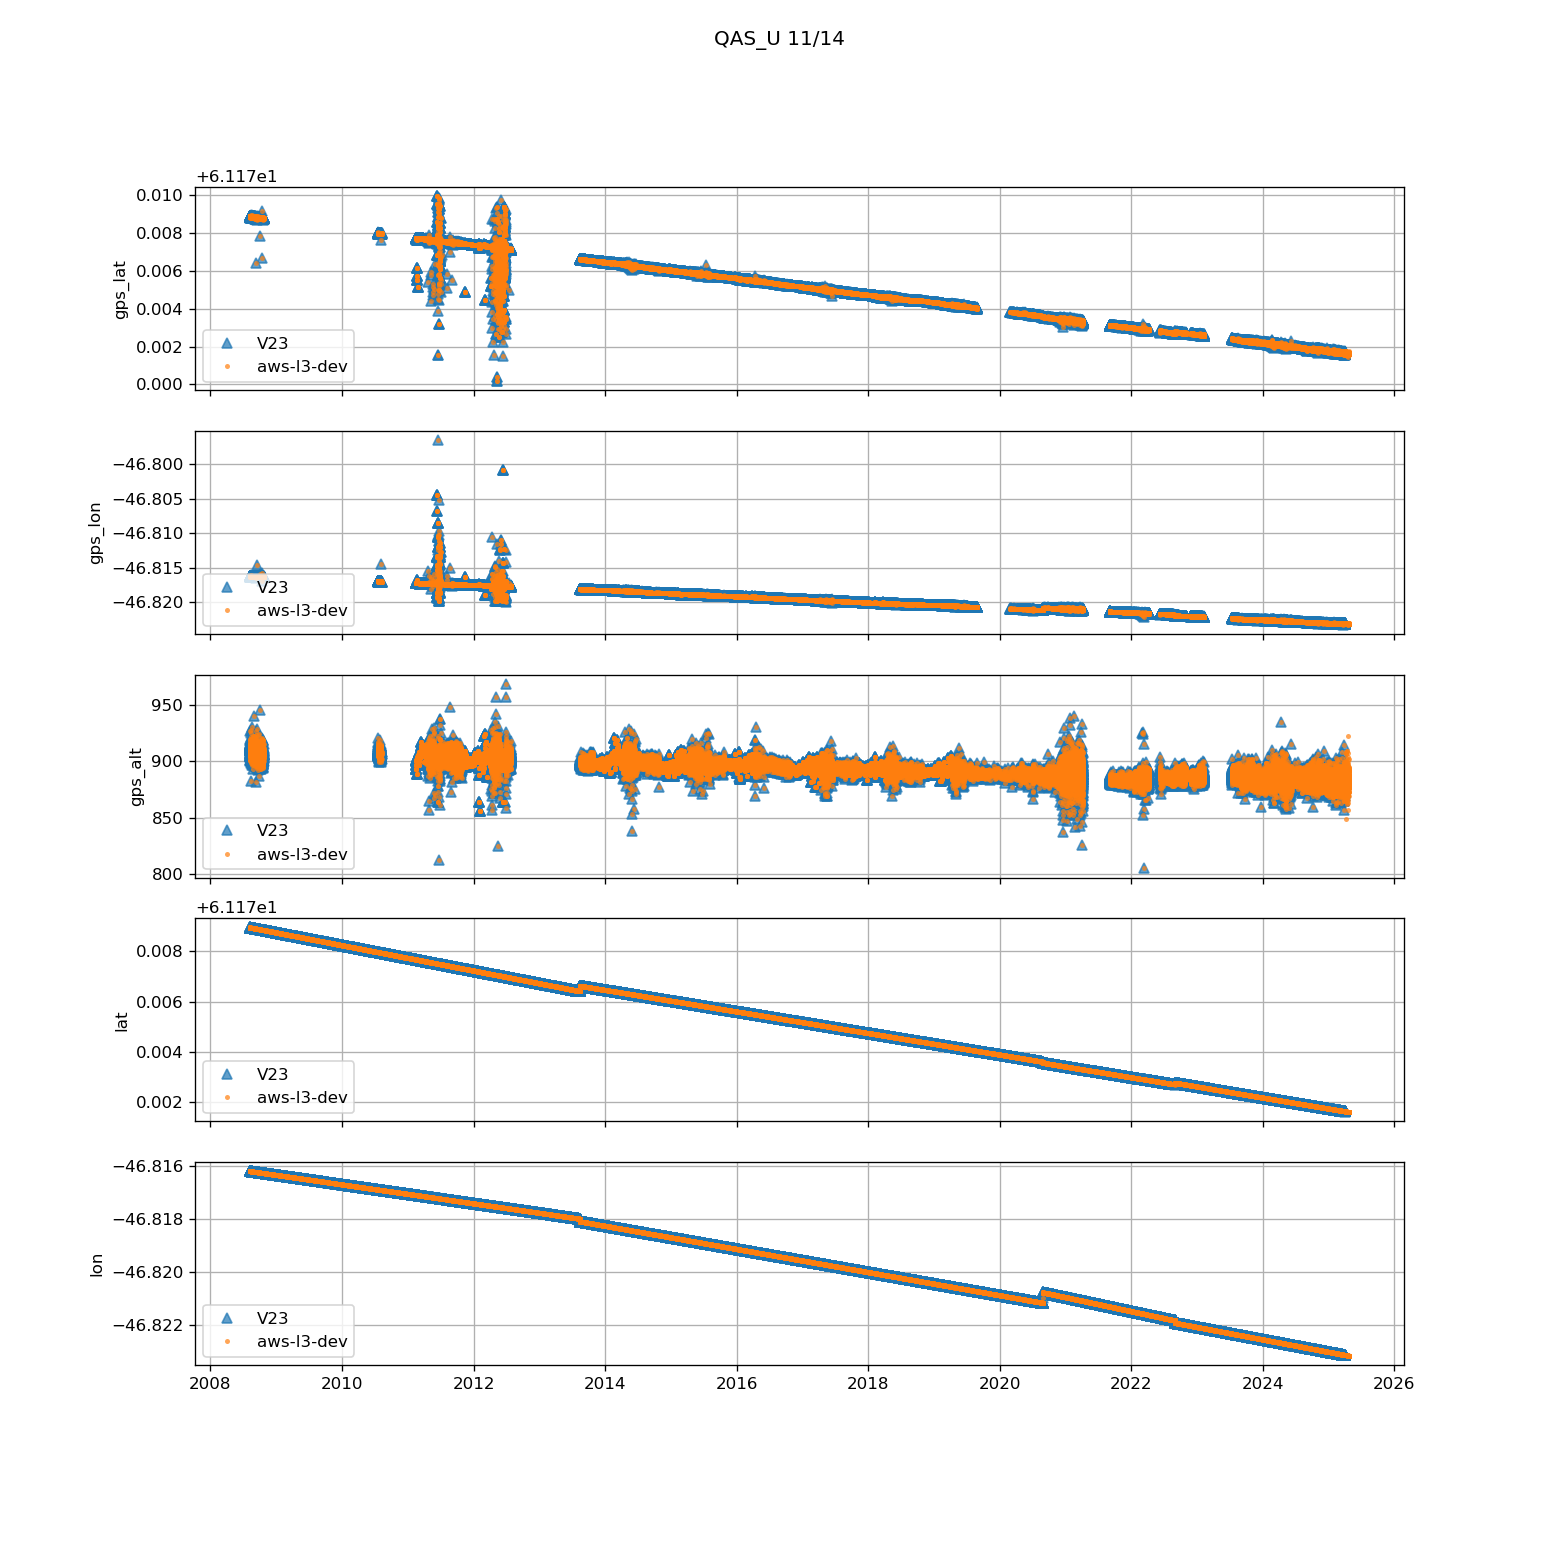 QAS_U 11/14
+6.117e1
0.010
0.008
0.006
0.004
0.002
0.000
gps_lat
V23
aws-l3-dev
−46.800
−46.805
−46.810
−46.815
−46.820
gps_lon
V23
aws-l3-dev
950
900
850
800
gps_alt
V23
aws-l3-dev
+6.117e1
0.008
0.006
0.004
0.002
lat
V23
aws-l3-dev
−46.816
−46.818
−46.820
−46.822
lon
V23
aws-l3-dev
2008 2010 2012 2014 2016 2018 2020 2022 2024 2026